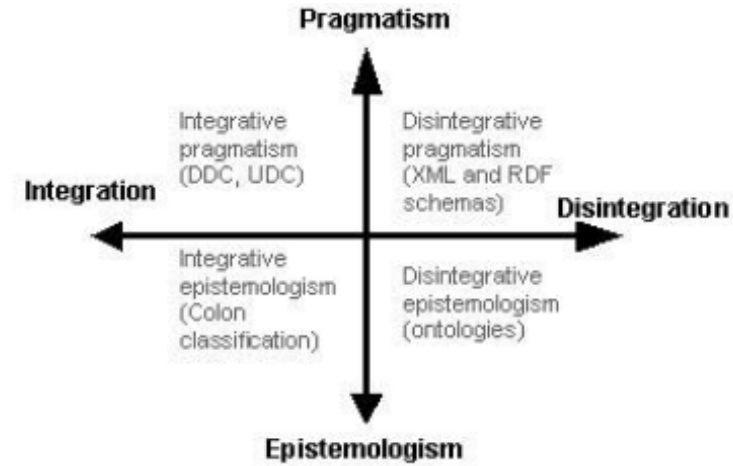 Pragmatism
Integrative
pragmatism
(DDC, UDC)
Disintegrative
pragmatism
(XML and RDF
schemas)
Integration
Disintegration
Integrative
epistemologism
(Colon
classification)
Disintegrative
epistemologism
(ontologies)
Epistemologism